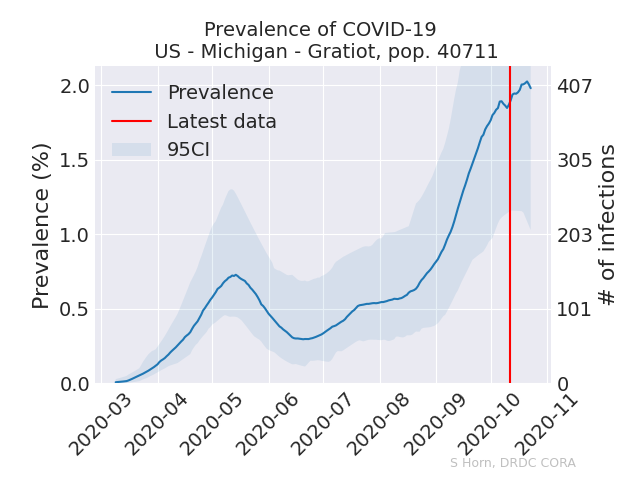 Prevalence of COVID-19
US - Michigan - Gratiot, pop. 40711
Prevalence
Latest data
95CI
Prevalence (%)
2.0
1.5
1.0
0.5
0.0
407
305
203
101
0
# of infections
2020-03
2020-04
2020-05
2020-06
2020-07
2020-08
2020-09
2020-10
2020-11
S Horn, DRDC CORA